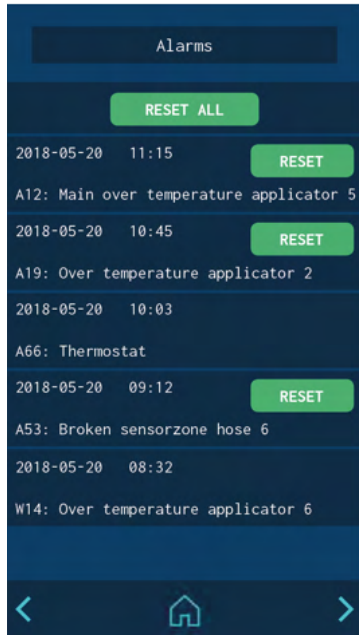 Alarms
RESET ALL
2018-05-20 11:15 RESET
A12: Main over temperature applicator 5
2018-05-20 10:45 RESET
A19: Over temperature applicator 2
2018-05-20 10:03
A66: Thermostat
2018-05-20 09:12 RESET
A53: Broken sensorzone hose 6
2018-05-20 08:32
W14: Over temperature applicator 6